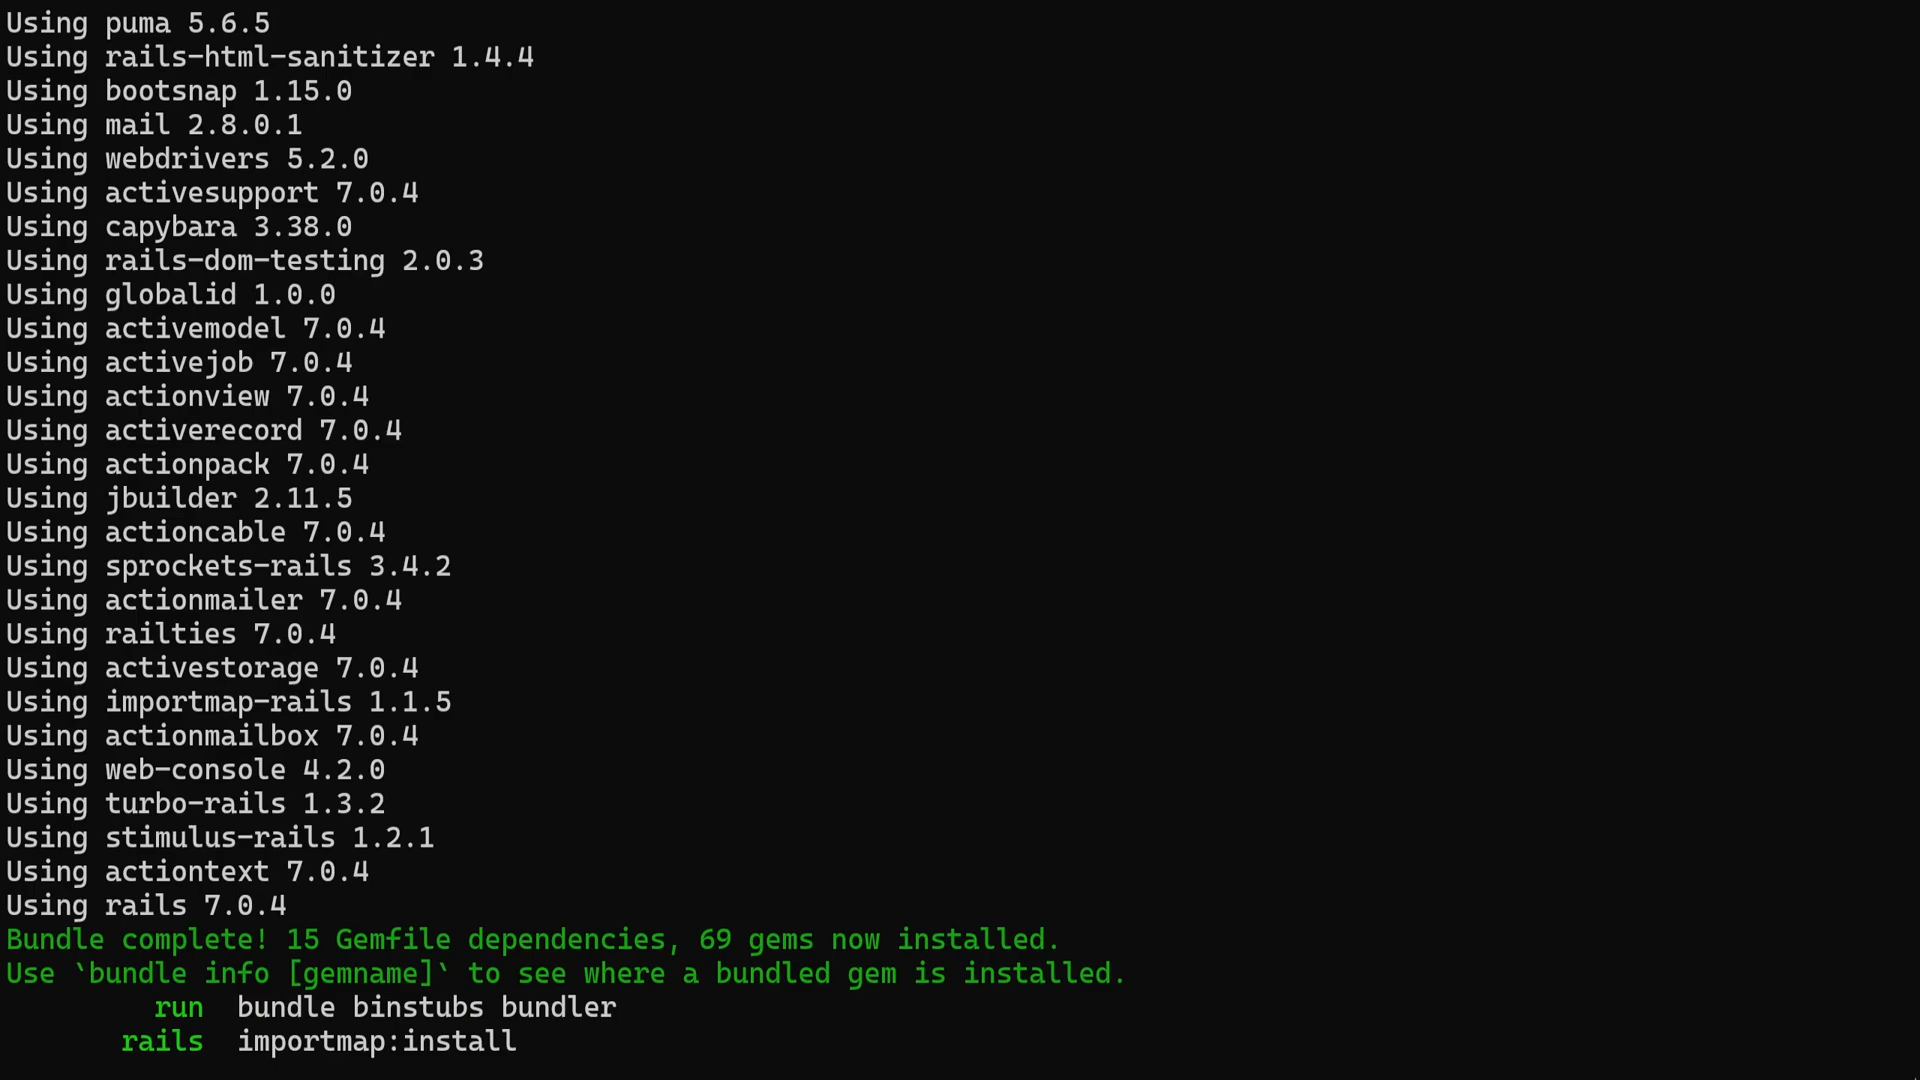 Using puma 5.6.5
Using rails-html-sanitizer 1.4.4
Using bootsnap 1.15.0
Using mail 2.8.0.1
Using webdrivers 5.2.0
Using activesupport 7.0.4
Using capybara 3.38.0
Using rails-dom-testing 2.0.3
Using globalid 1.0.0
Using activemodel 7.0.4
Using activejob 7.0.4
Using actionview 7.0.4
Using activerecord 7.0.4
Using actionpack 7.0.4
Using jbuilder 2.11.5
Using actioncable 7.0.4
Using sprockets-rails 3.4.2
Using actionmailer 7.0.4
Using railties 7.0.4
Using activestorage 7.0.4
Using importmap-rails 1.1.5
Using actionmailbox 7.0.4
Using web-console 4.2.0
Using turbo-rails 1.3.2
Using stimulus-rails 1.2.1
Using actiontext 7.0.4
Using rails 7.0.4
Bundle complete! 15 Gemfile dependencies, 69 gems now installed.
Use `bundle info [gemname]` to see where a bundled gem is installed.
run  bundle binstubs bundler
rails  importmap:install